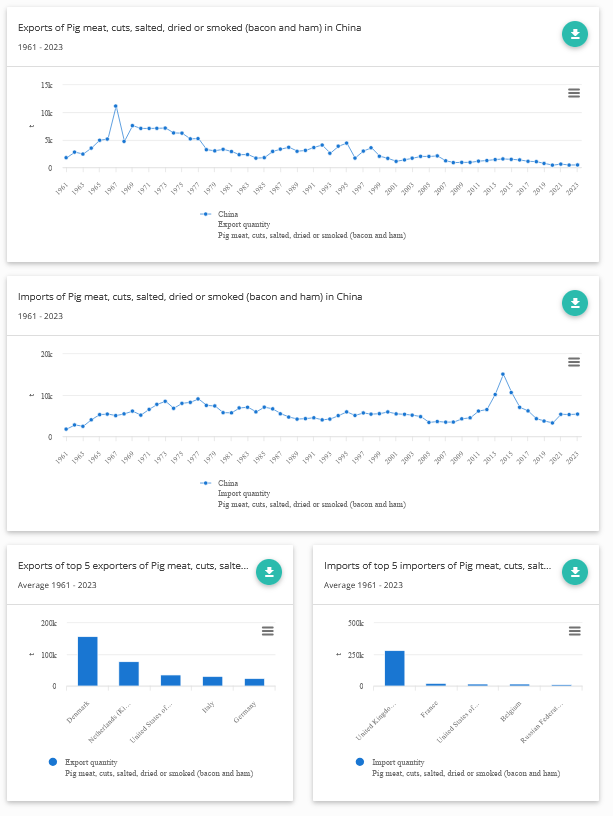 Exports of Pig meat, cuts, salted, dried or smoked (bacon and ham) in China
1961 - 2023
15k
10k
5k
0
t
1961 1963 1965 1967 1969 1971 1973 1975 1977 1979 1981 1983 1985 1987 1989 1991 1993 1995 1997 1999 2001 2003 2005 2007 2009 2011 2013 2015 2017 2019 2021 2023
China
Export quantity
Pig meat, cuts, salted, dried or smoked (bacon and ham)
Imports of Pig meat, cuts, salted, dried or smoked (bacon and ham) in China
1961 - 2023
20k
10k
0
t
1961 1963 1965 1967 1969 1971 1973 1975 1977 1979 1981 1983 1985 1987 1989 1991 1993 1995 1997 1999 2001 2003 2005 2007 2009 2011 2013 2015 2017 2019 2021 2023
China
Import quantity
Pig meat, cuts, salted, dried or smoked (bacon and ham)
Exports of top 5 exporters of Pig meat, cuts, salte...
Average 1961 - 2023
200k
100k
0
t
Denmark
Netherlands (Ki...
United States of...
Italy
Germany
Export quantity
Pig meat, cuts, salted, dried or smoked (bacon and ham)
Imports of top 5 importers of Pig meat, cuts, salt...
Average 1961 - 2023
500k
250k
0
t
United Kingdo...
France
United States of...
Belgium
Russian Federat...
Import quantity
Pig meat, cuts, salted, dried or smoked (bacon and ham)